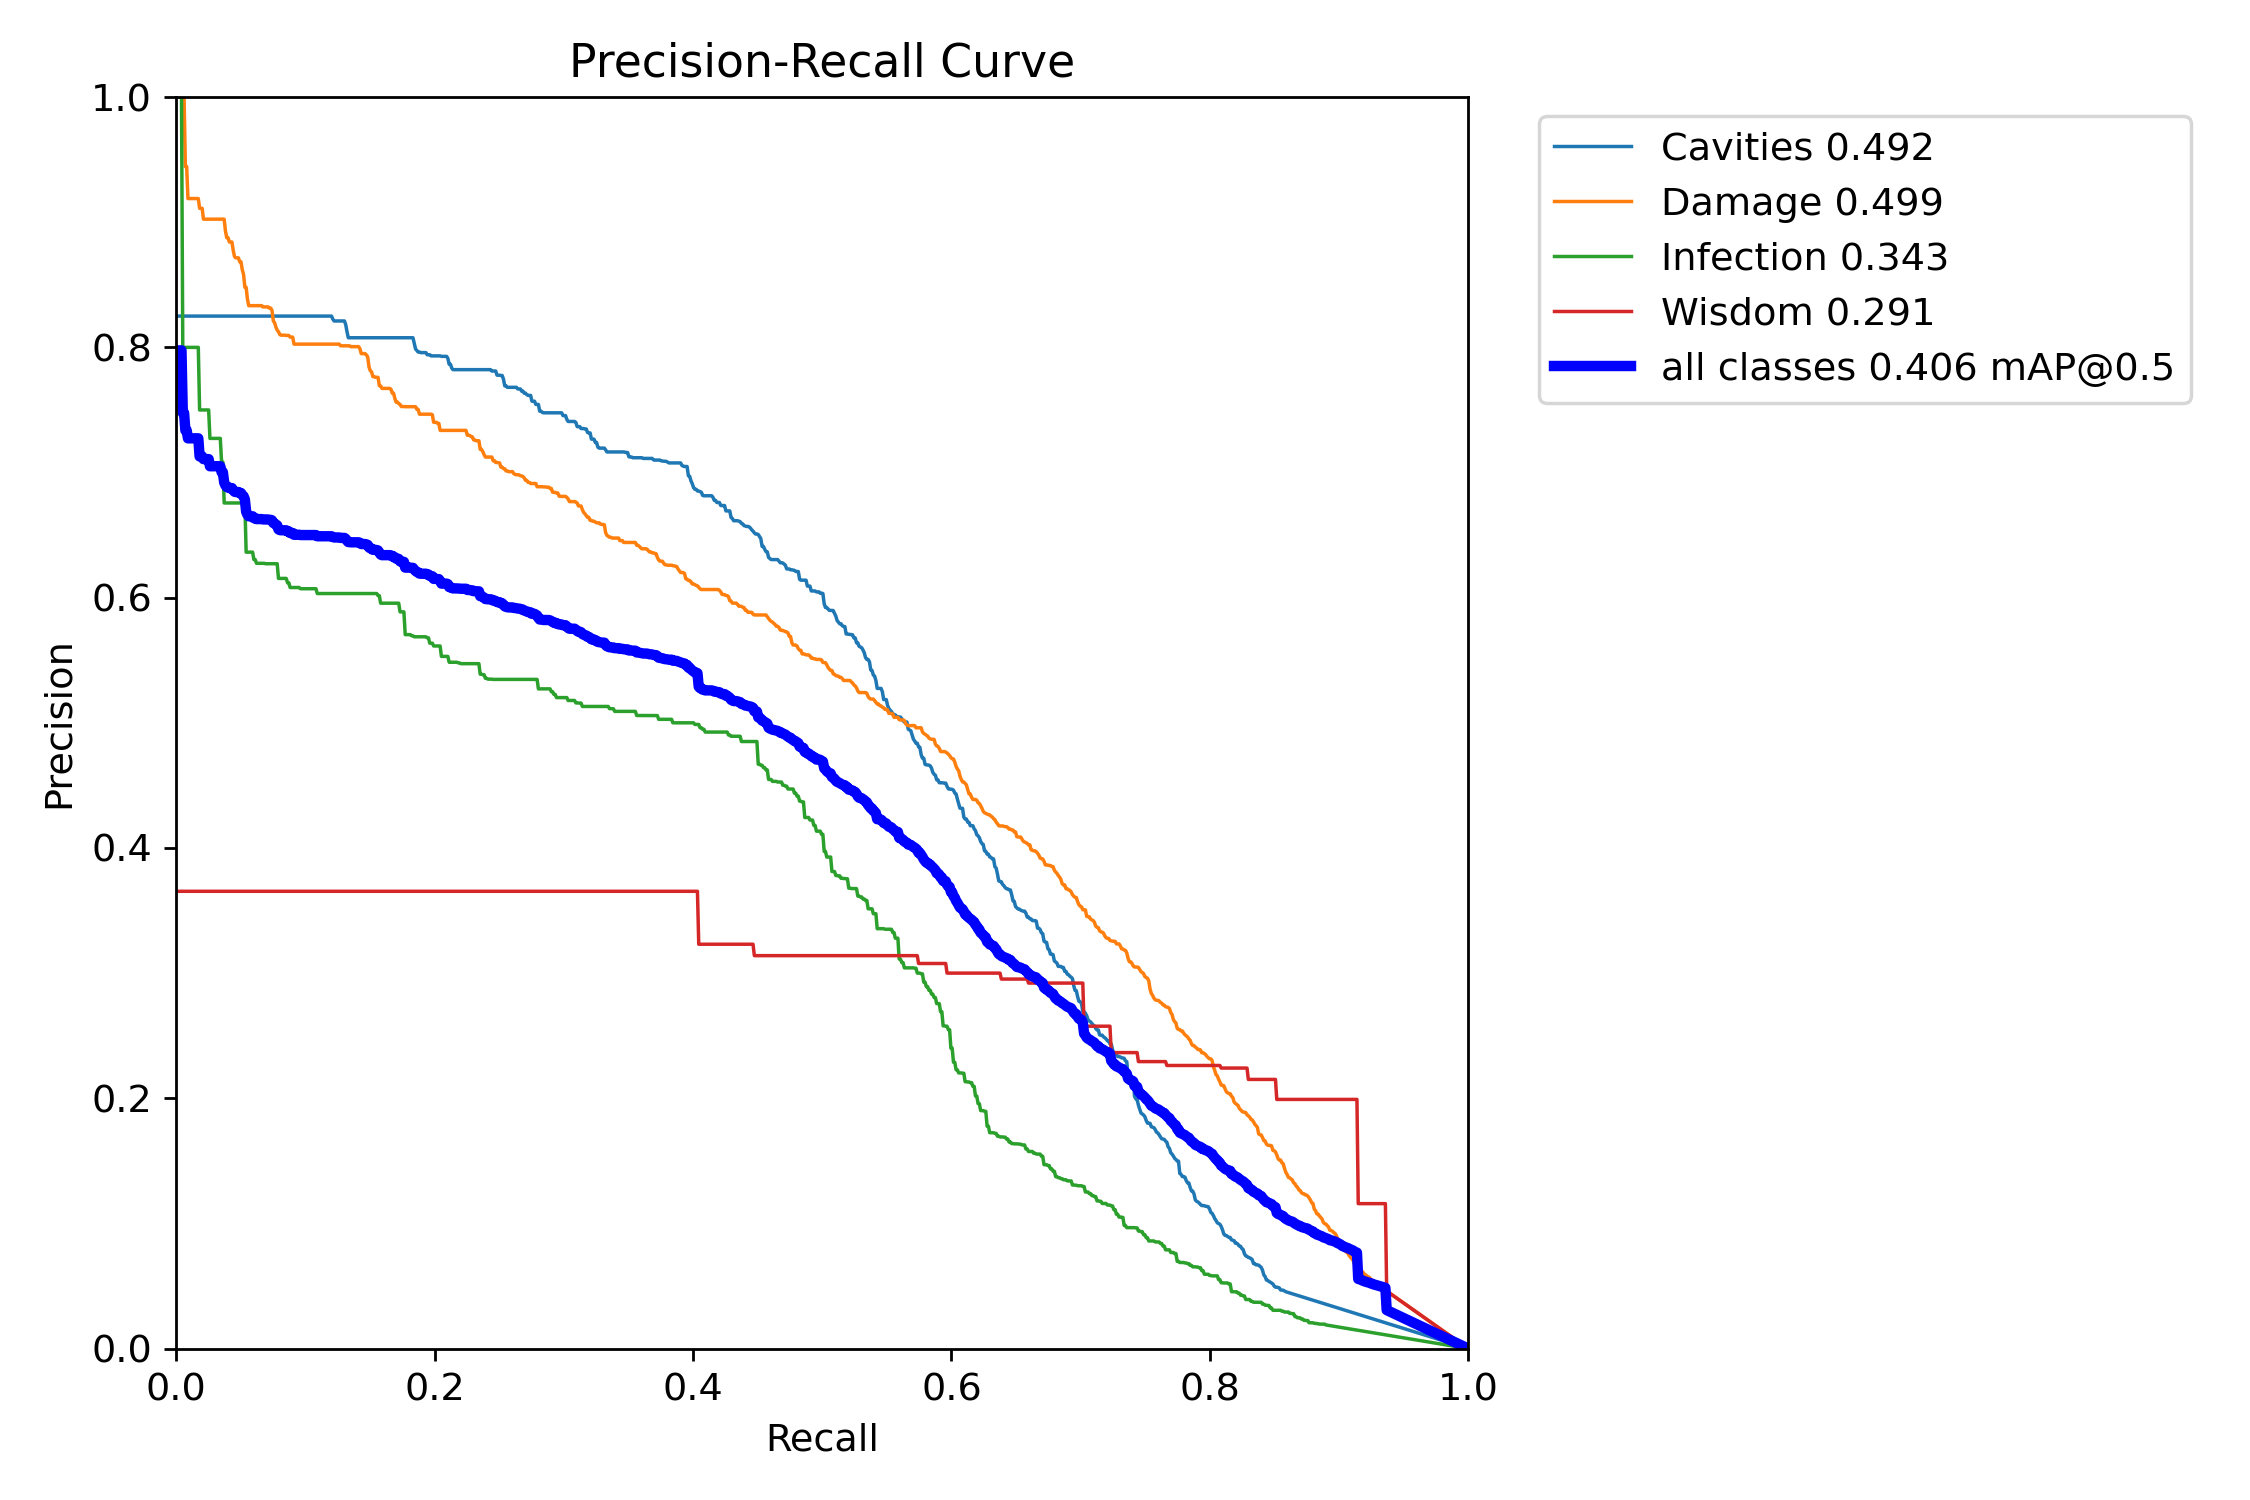 Precision-Recall Curve
1.0
0.8
0.6
0.4
0.2
0.0
Precision
0.0 0.2 0.4 0.6 0.8 1.0
Recall
Cavities 0.492
Damage 0.499
Infection 0.343
Wisdom 0.291
all classes 0.406 mAP@0.5